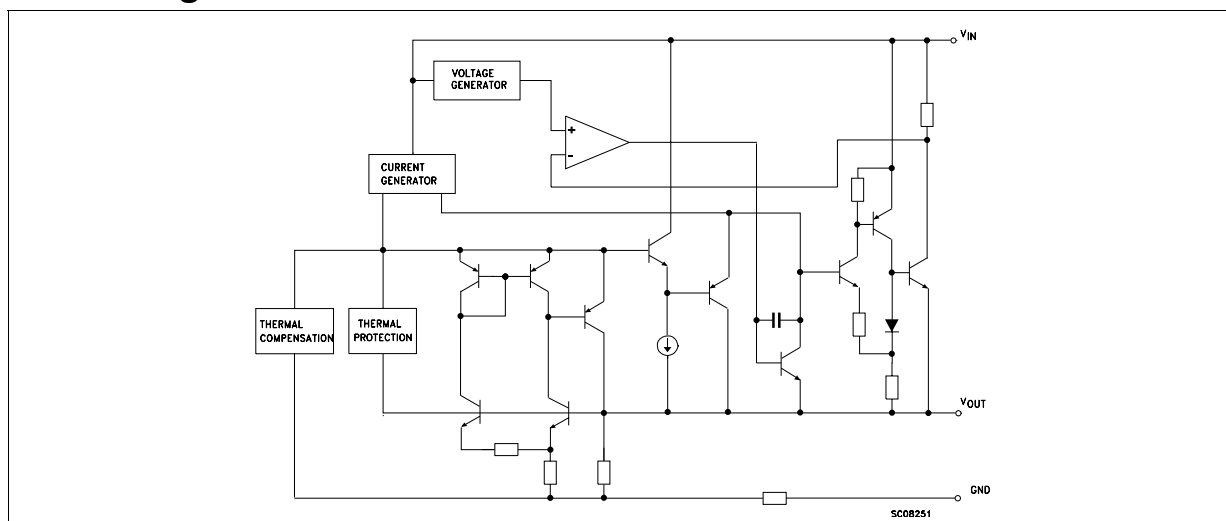 VIN
VOLTAGE
GENERATOR
+
-
CURRENT
GENERATOR
THERMAL
COMPENSATION
THERMAL
PROTECTION
VOUT
GND
SC08251